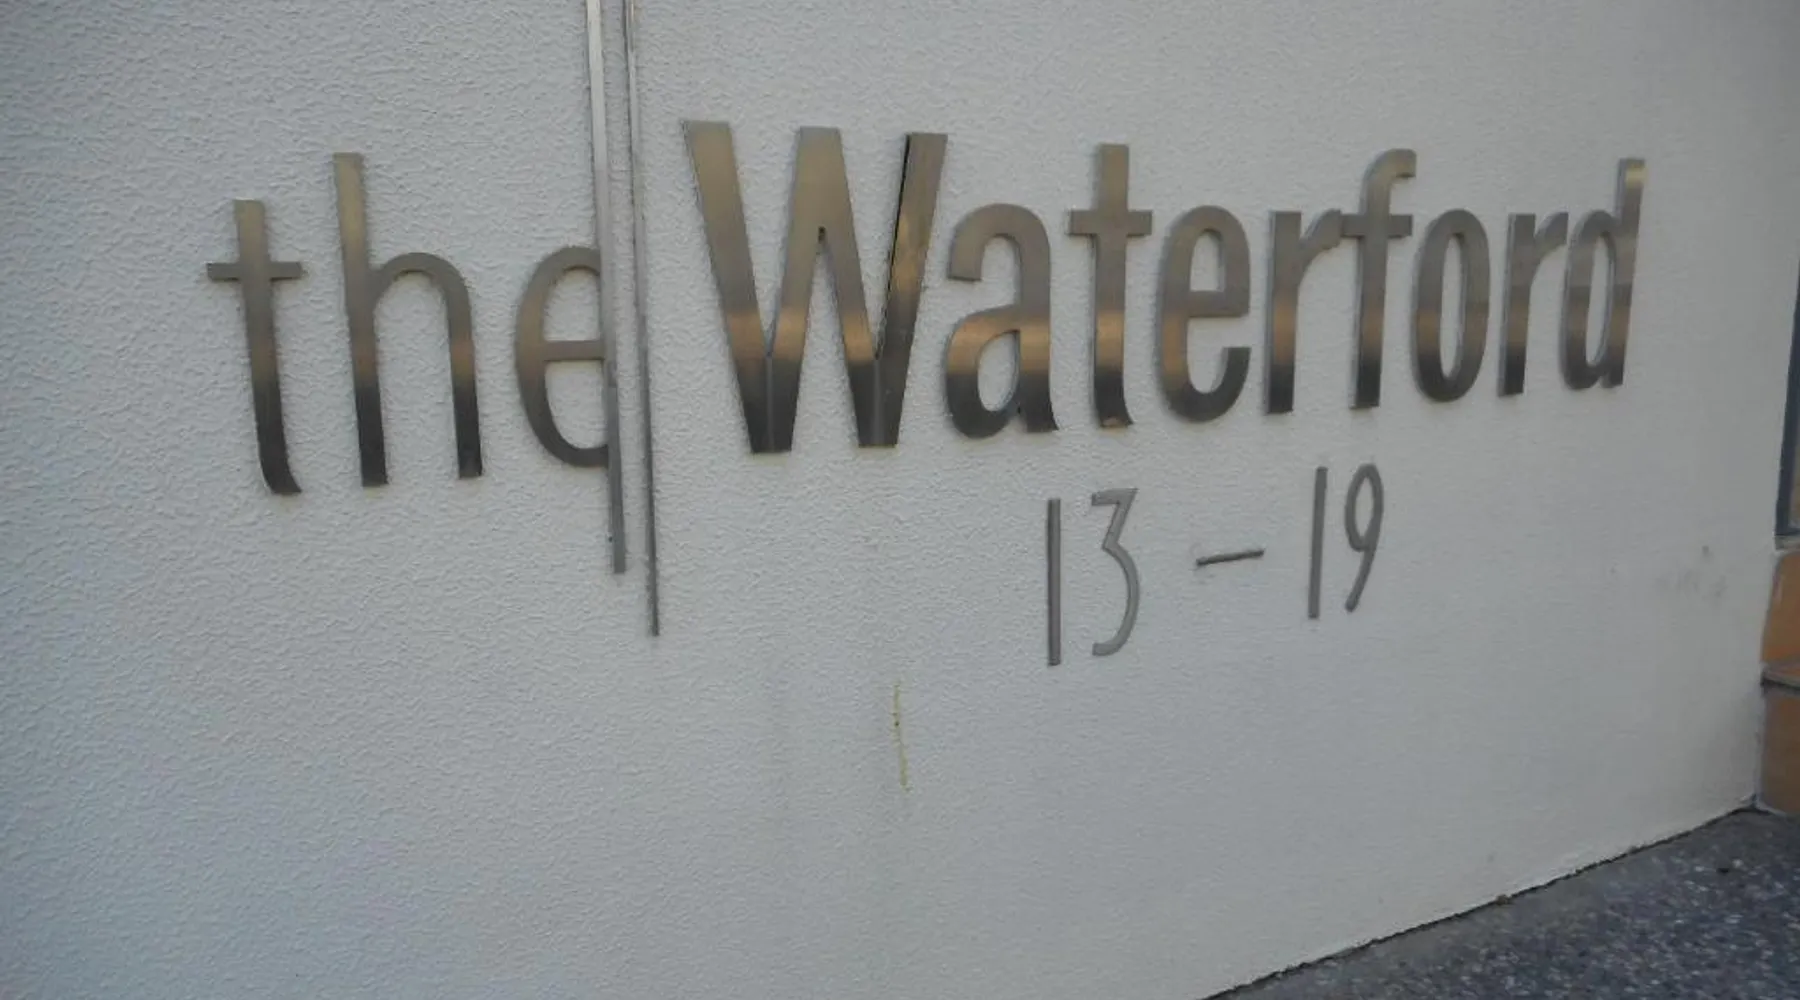 the Waterford
13 - 19